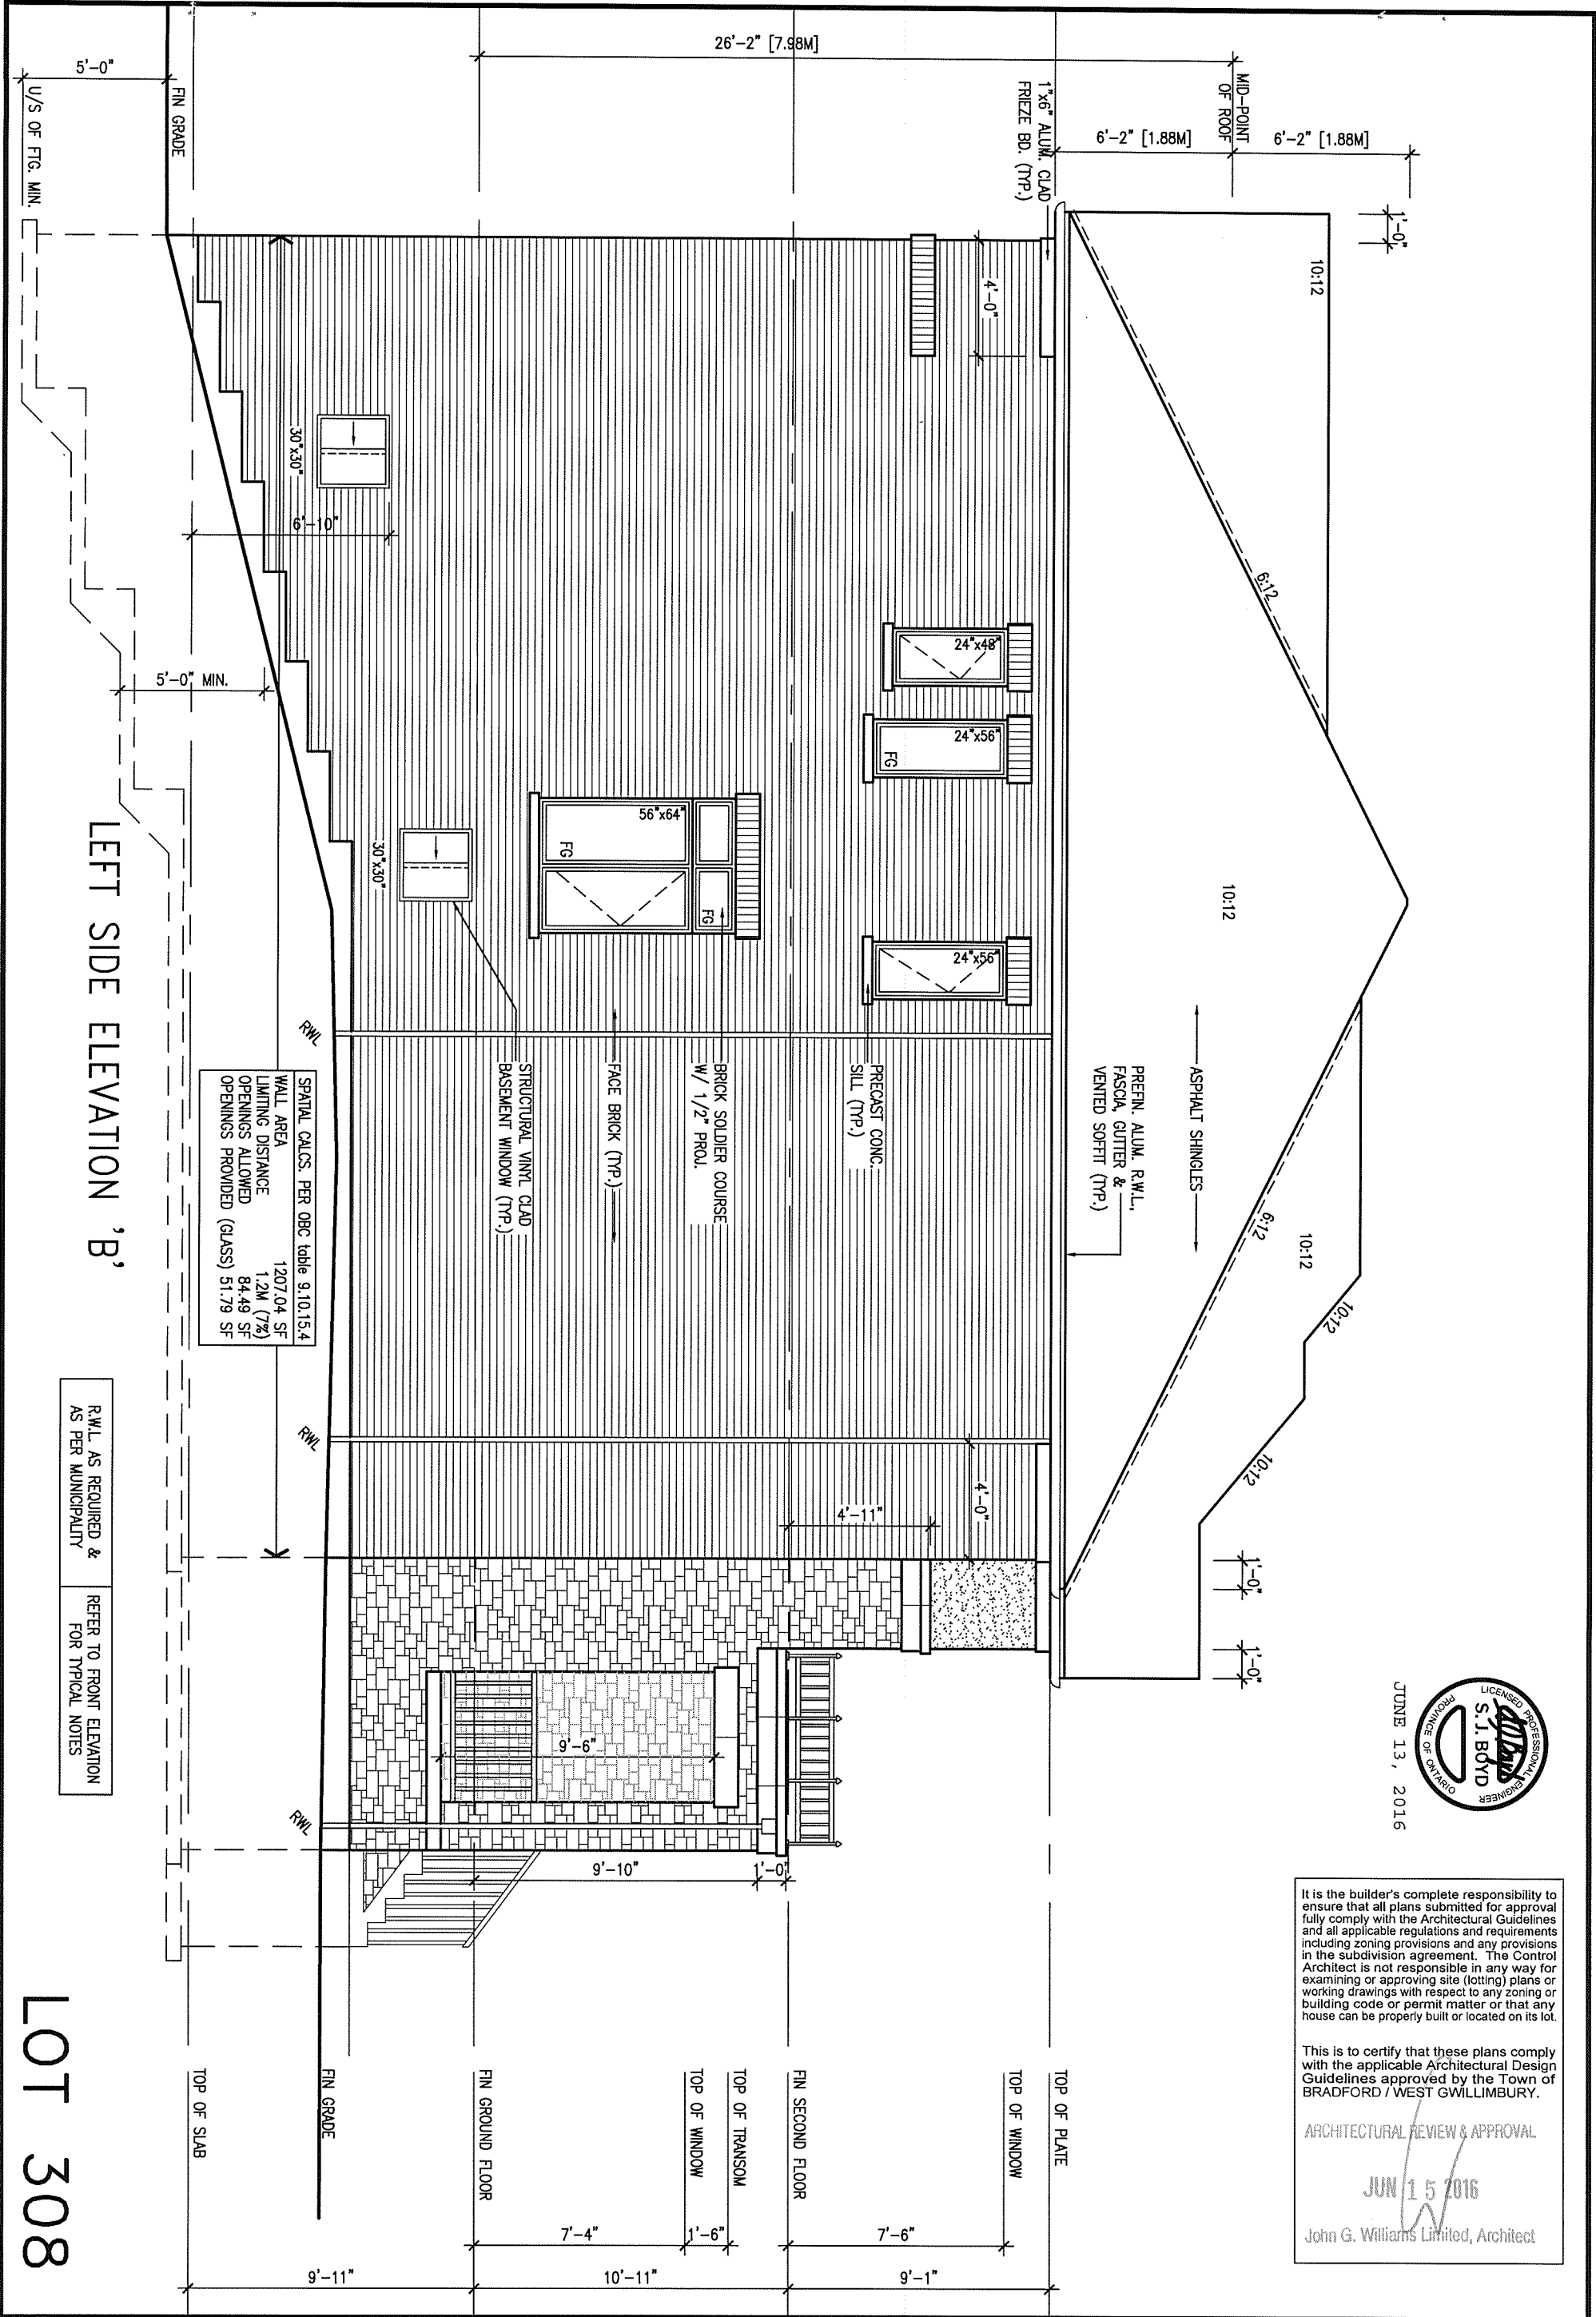 26'-2" [7.98M]
5'-0"
FIN GRADE
U/S OF FTG. MIN.
MID-POINT
OF ROOF
6'-2" [1.88M]
6'-2" [1.88M]
1"x6" ALUM. CLAD
FRIEZE BD. (TYP.)
1'-0"
10:12
4'-0"
6:12
30"x30"
6'-10"
24"x48"
24"x56"
FG
5'-0" MIN.
56"x64"
FG
FG
30"x30"
24"x56"
10:12
ASPHALT SHINGLES
PREFIN. ALUM. R.W.L.,
FASCIA, GUTTER &
VENTED SOFFIT (TYP.)
PRECAST CONC.
SILL (TYP.)
BRICK SOLDIER COURSE
W/ 1/2" PROJ.
FACE BRICK (TYP.)
STRUCTURAL VINYL CLAD
BASEMENT WINDOW (TYP.)
6:12
10:12
10:12
10:12
RWL
RWL
RWL
SPATIAL CALCS. PER OBC table 9.10.15.4
WALL AREA 1207.04 SF
LIMITING DISTANCE 1.2M (7%)
OPENINGS ALLOWED 84.49 SF
OPENINGS PROVIDED (GLASS) 51.79 SF
LEFT SIDE ELEVATION 'B'
R.W.L. AS REQUIRED &
AS PER MUNICIPALITY
REFER TO FRONT ELEVATION
FOR TYPICAL NOTES
4'-0"
4'-11"
1'-0"
1'-0"
9'-6"
9'-10"
1'-0"
LICENSED PROFESSIONAL ENGINEER
S. J. BOYD
PROVINCE OF ONTARIO
JUNE 13, 2016
It is the builder's complete responsibility to
ensure that all plans submitted for approval
fully comply with the Architectural Guidelines
and all applicable regulations and requirements
including zoning provisions and any provisions
in the subdivision agreement. The Control
Architect is not responsible in any way for
examining or approving site (lotting) plans or
working drawings with respect to any zoning or
building code or permit matter or that any
house can be properly built or located on its lot.
This is to certify that these plans comply
with the applicable Architectural Design
Guidelines approved by the Town of
BRADFORD / WEST GWILLIMBURY.
ARCHITECTURAL REVIEW & APPROVAL
JUN 15 2016
John G. Williams Limited, Architect
TOP OF PLATE
TOP OF WINDOW
FIN SECOND FLOOR
TOP OF TRANSOM
TOP OF WINDOW
FIN GROUND FLOOR
FIN GRADE
TOP OF SLAB
7'-4"
1'-6"
7'-6"
9'-11"
10'-11"
9'-1"
LOT 308